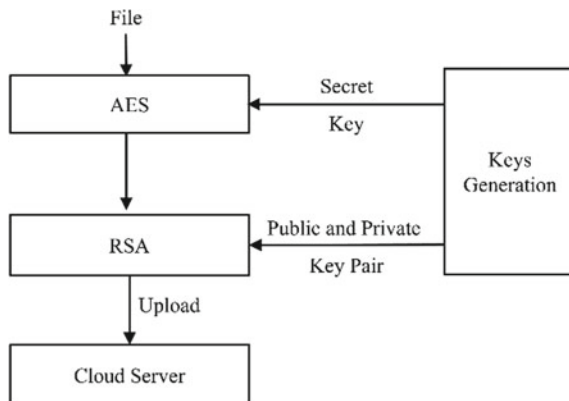 File
AES
Secret
Key
Keys
Generation
RSA
Public and Private
Key Pair
Upload
Cloud Server